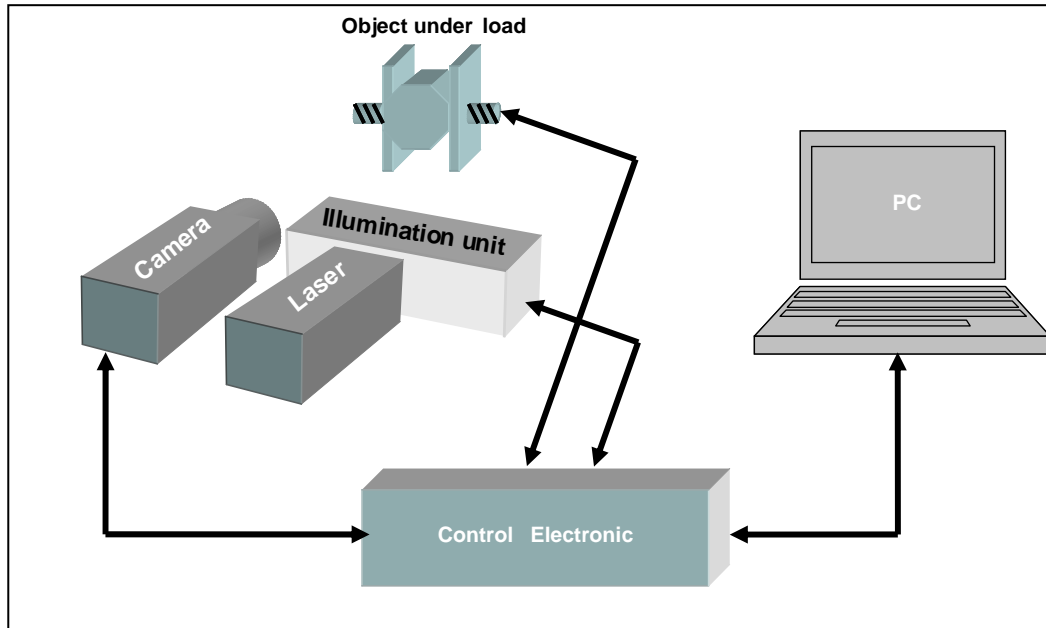 Object under load
Illumination unit
Camera
Laser
PC
Control Electronic